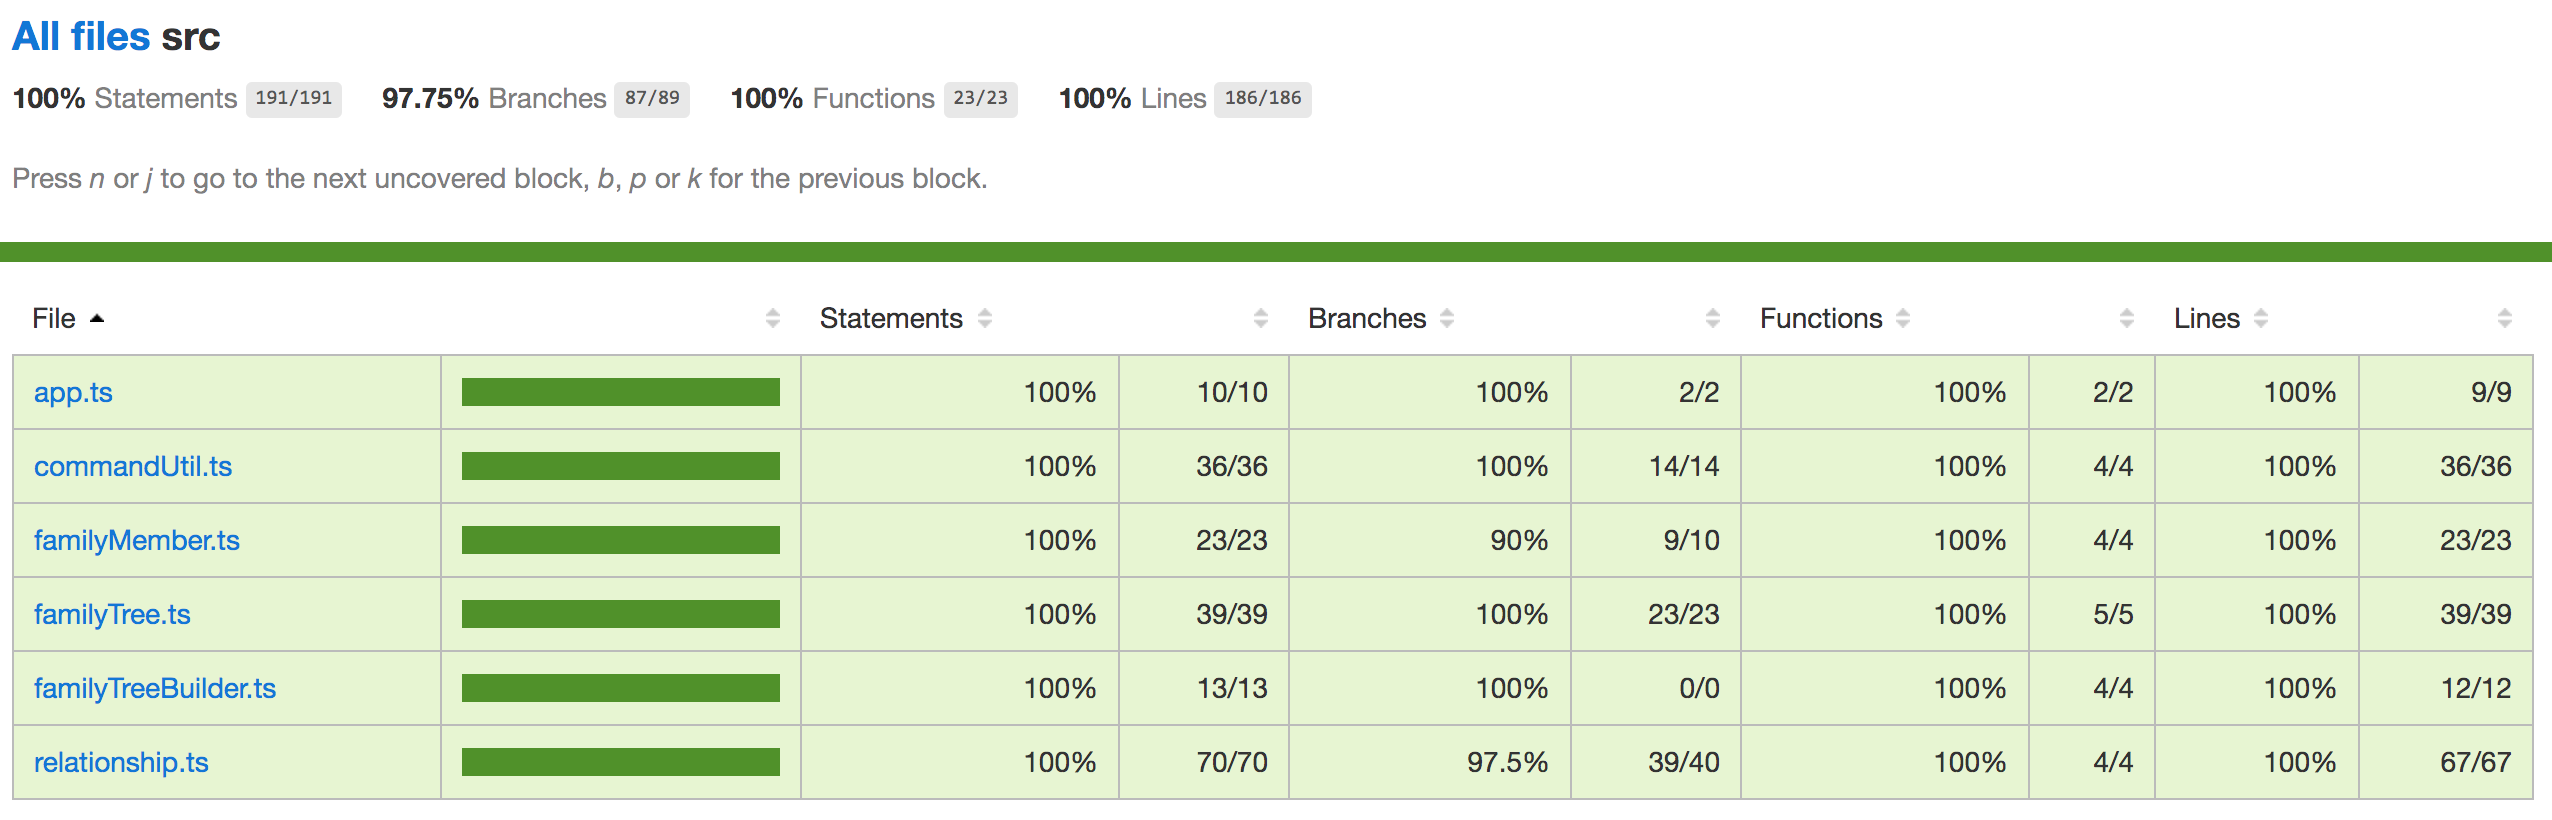 All files src
100% Statements 191/191 97.75% Branches 87/89 100% Functions 23/23 100% Lines 186/186
Press n or j to go to the next uncovered block, b, p or k for the previous block.
File Statements Branches Functions Lines
app.ts 100% 10/10 100% 2/2 100% 2/2 100% 9/9
commandUtil.ts 100% 36/36 100% 14/14 100% 4/4 100% 36/36
familyMember.ts 100% 23/23 90% 9/10 100% 4/4 100% 23/23
familyTree.ts 100% 39/39 100% 23/23 100% 5/5 100% 39/39
familyTreeBuilder.ts 100% 13/13 100% 0/0 100% 4/4 100% 12/12
relationship.ts 100% 70/70 97.5% 39/40 100% 4/4 100% 67/67